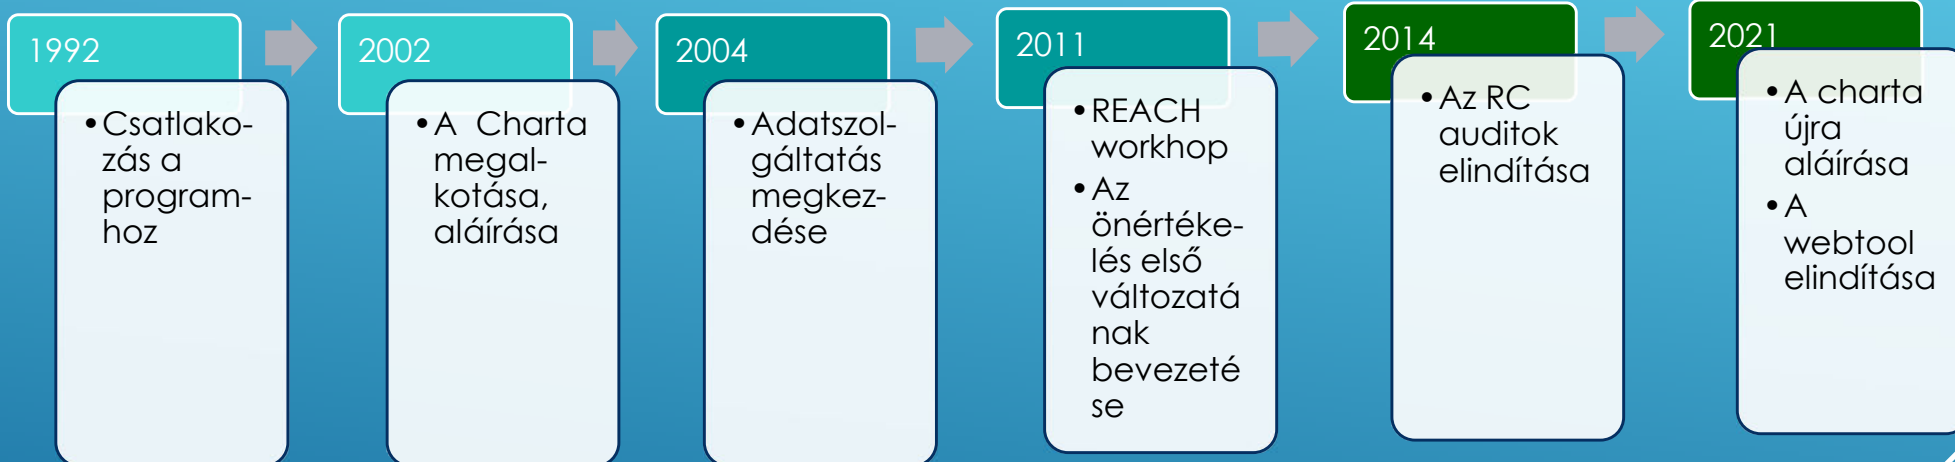 1992
• Csatlako-
zás a
program-
hoz
2002
• A Charta
megal-
kotása,
aláírása
2004
• Adatszol-
gáltatás
megkez-
dése
2011
• REACH
workhop
• Az
önértéke-
lés első
változatá
nak
bevezeté
se
2014
• Az RC
auditok
elindítása
2021
• A charta
újra
aláírása
• A
webtool
elindítása